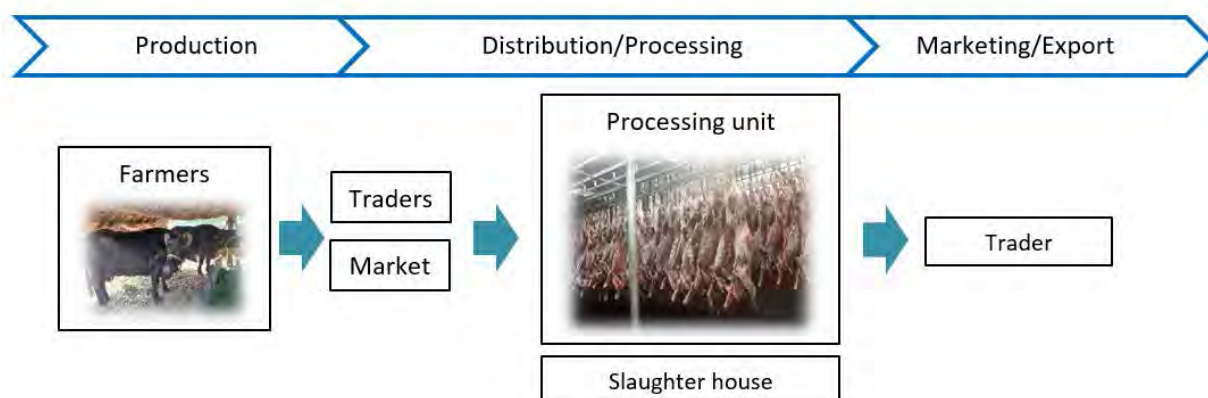 Production
Distribution/Processing
Marketing/Export
Farmers
Traders
Market
Processing unit
Slaughter house
Trader